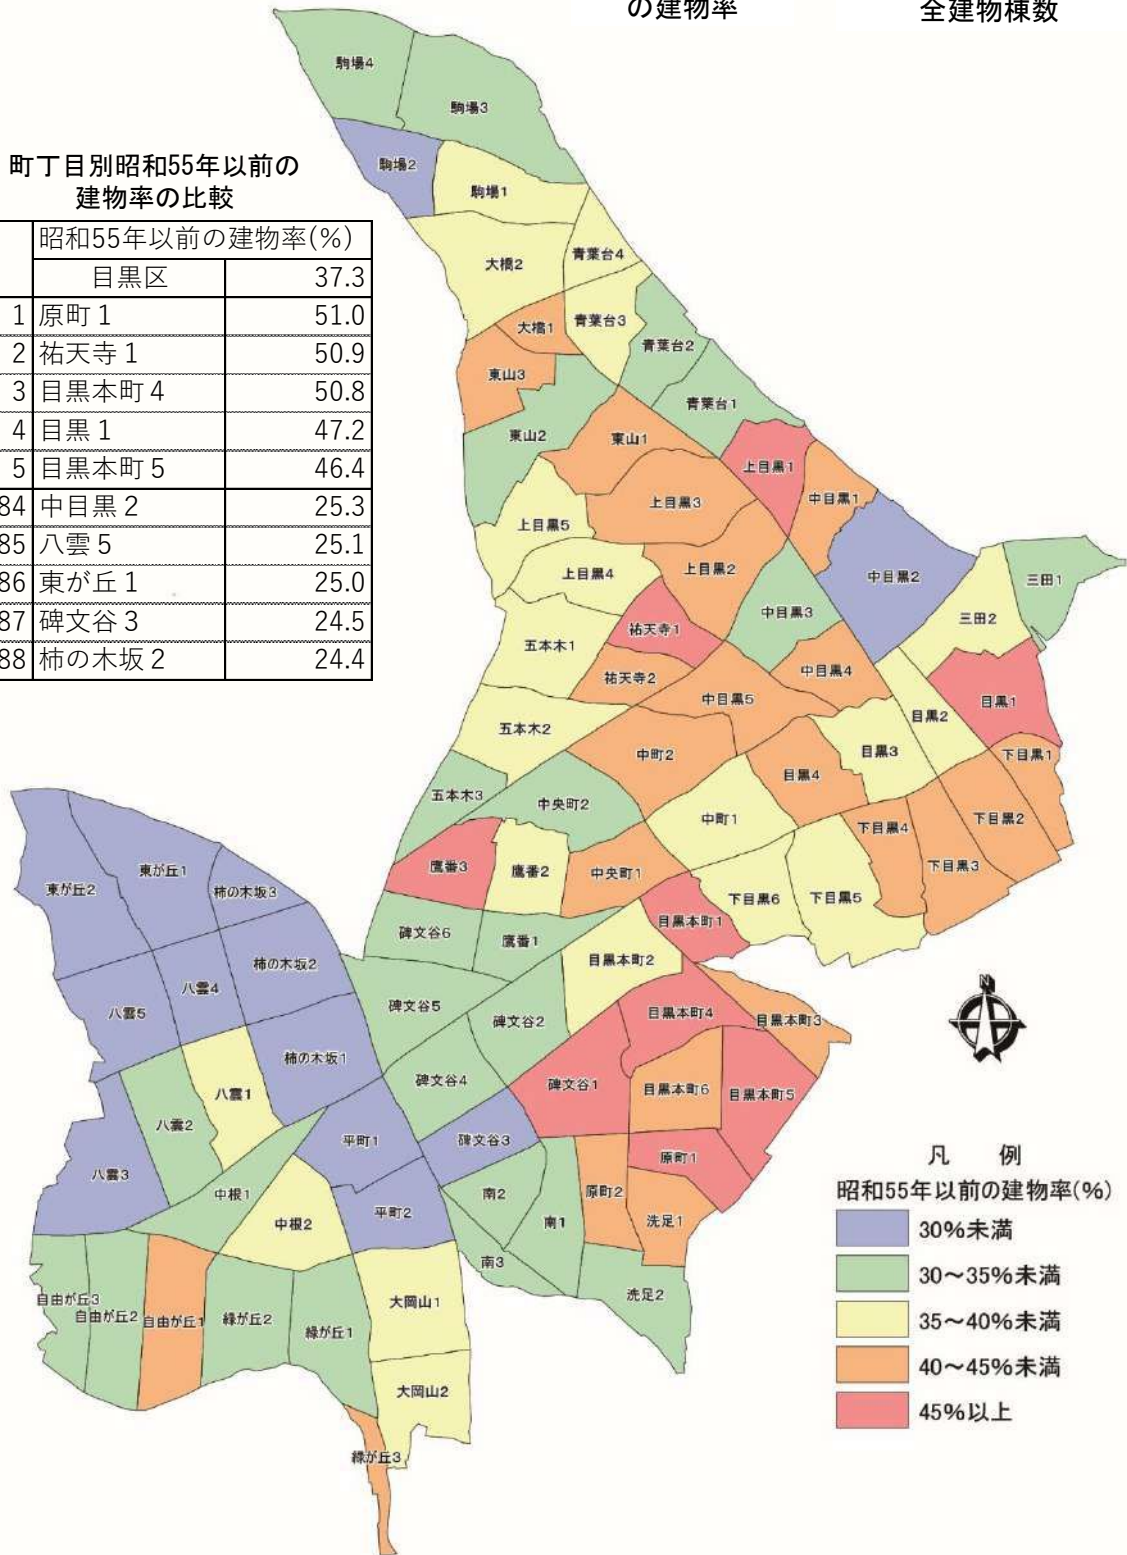 の建物率
全建物棟数
町丁目別昭和55年以前の
建物率の比較
昭和55年以前の建物率(%)
目黒区 37.3
1 原町1 51.0
2 祐天寺1 50.9
3 目黒本町4 50.8
4 目黒1 47.2
5 目黒本町5 46.4
84 中目黒2 25.3
85 八雲5 25.1
86 東が丘1 25.0
87 碑文谷3 24.5
88 柿の木坂2 24.4
駒場4
駒場3
駒場2
駒場1
大橋2
青葉台4
大橋1
青葉台3
青葉台2
東山3
青葉台1
東山2
東山1
上目黒1
上目黒3
中目黒1
上目黒5
上目黒4
上目黒2
中目黒2
三田1
中目黒3
三田2
祐天寺1
五本木1
祐天寺2
中目黒4
中目黒5
目黒1
目黒2
五本木2
中町2
目黒3
下目黒1
目黒4
五本木3
中央町2
中町1
下目黒4
下目黒2
鷹番3
鷹番2
中央町1
下目黒3
東が丘2
東が丘1
柿の木坂3
下目黒6
下目黒5
碑文谷6
鷹番1
目黒本町1
目黒本町2
柿の木坂2
八雲4
八雲5
碑文谷5
碑文谷2
目黒本町4
目黒本町3
柿の木坂1
碑文谷4
碑文谷1
目黒本町6
目黒本町5
八雲1
八雲2
平町1
碑文谷3
原町1
八雲3
中根1
南2
原町2
中根2
平町2
南1
洗足1
南3
自由が丘3
自由が丘2
自由が丘1
緑が丘2
緑が丘1
大岡山1
洗足2
大岡山2
緑が丘3
N
凡 例
昭和55年以前の建物率(%)
30%未満
30~35%未満
35~40%未満
40~45%未満
45%以上